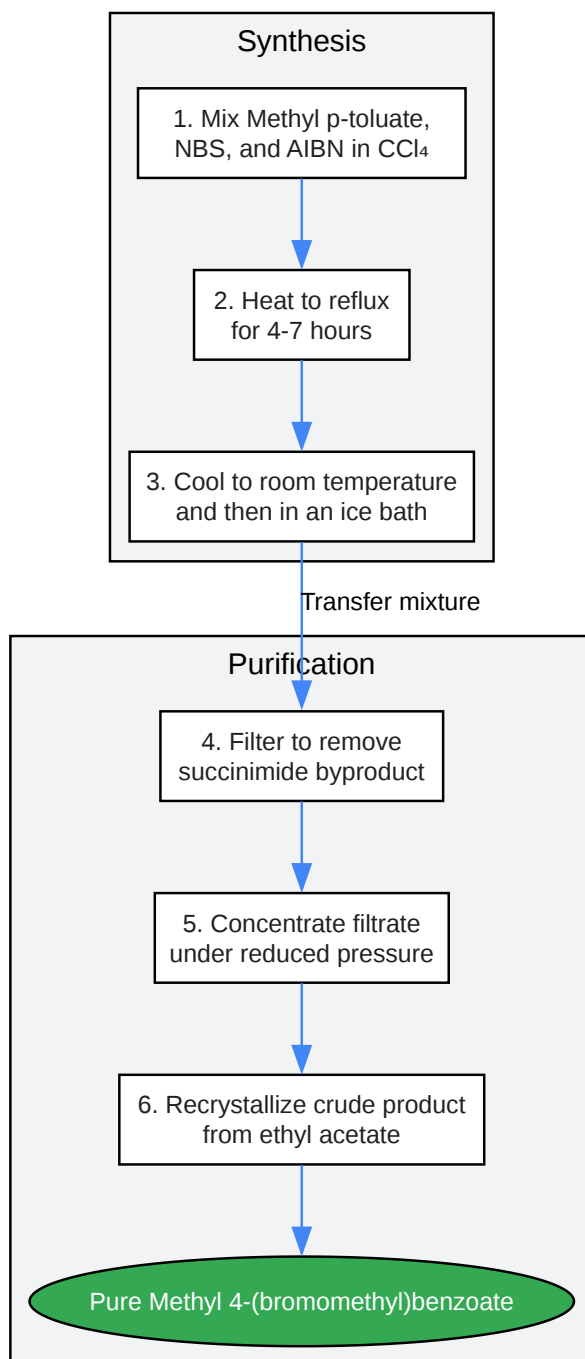 Synthesis
1. Mix Methyl p-toluate,
NBS, and AIBN in CCl₄
2. Heat to reflux
for 4-7 hours
3. Cool to room temperature
and then in an ice bath
Transfer mixture
Purification
4. Filter to remove
succinimide byproduct
5. Concentrate filtrate
under reduced pressure
6. Recrystallize crude product
from ethyl acetate
Pure Methyl 4-(bromomethyl)benzoate